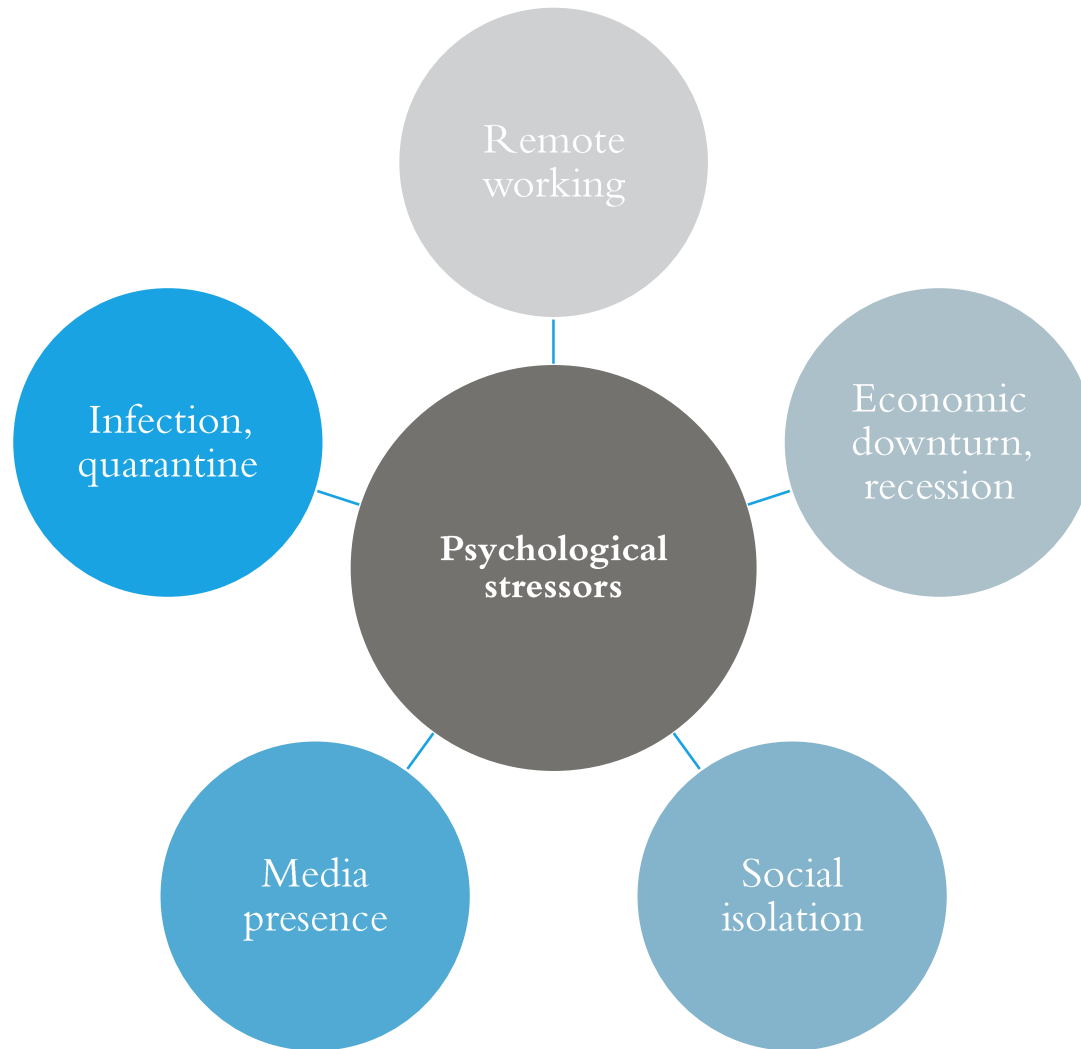 Remote
working
Economic
downturn,
recession
Infection,
quarantine
Psychological
stressors
Media
presence
Social
isolation